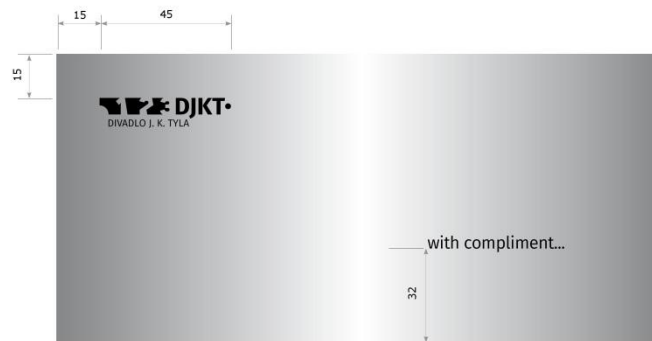 15 45
15
DJKT•
DIVADLO J. K. TYLA
with compliment...
32